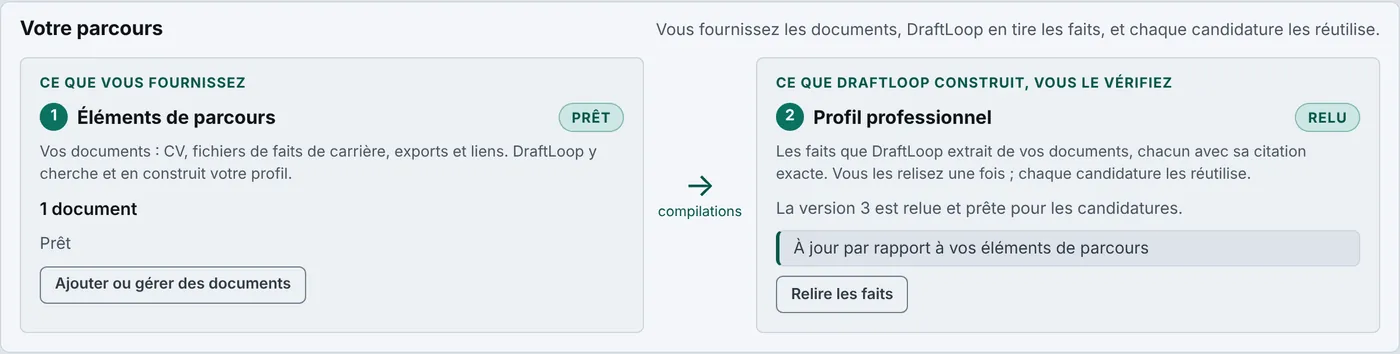 Votre parcours
Vous fournissez les documents, DraftLoop en tire les faits, et chaque candidature les réutilise.
CE QUE VOUS FOURNISSEZ
1 Éléments de parcours
PRÊT
Vos documents : CV, fichiers de faits de carrière, exports et liens. DraftLoop y
cherche et en construit votre profil.
1 document
Prêt
Ajouter ou gérer des documents
→
compilations
CE QUE DRAFTLOOP CONSTRUIT, VOUS LE VÉRIFIEZ
2 Profil professionnel
RELU
Les faits que DraftLoop extrait de vos documents, chacun avec sa citation
exacte. Vous les relisez une fois ; chaque candidature les réutilise.
La version 3 est relue et prête pour les candidatures.
À jour par rapport à vos éléments de parcours
Relire les faits